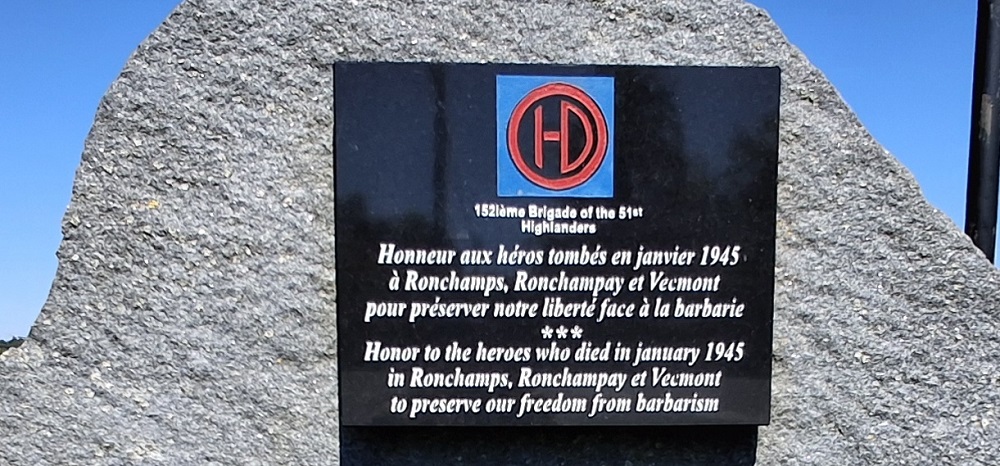 HD
152ième Brigade of the 51st
Highlanders
Honneur aux héros tombés en janvier 1945
à Ronchamps, Ronchampay et Vecmont
pour préserver notre liberté face à la barbarie
***
Honor to the heroes who died in january 1945
in Ronchamps, Ronchampay et Vecmont
to preserve our freedom from barbarism